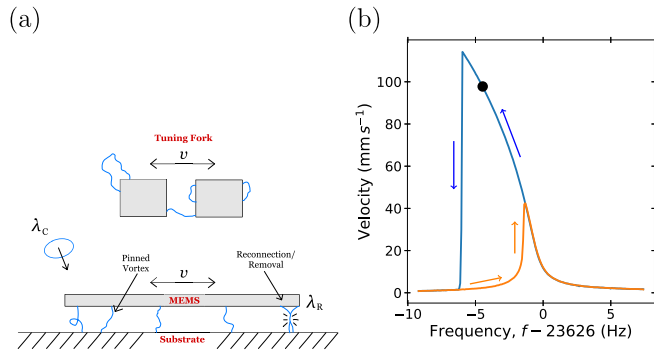 (a)
Tuning Fork
v
λC
Pinned
Vortex
v
Reconnection/
Removal
MEMS
λR
Substrate
(b)
Velocity (mm s−1)
100
80
60
40
20
0
−10
−5
0
5
Frequency, f − 23626 (Hz)